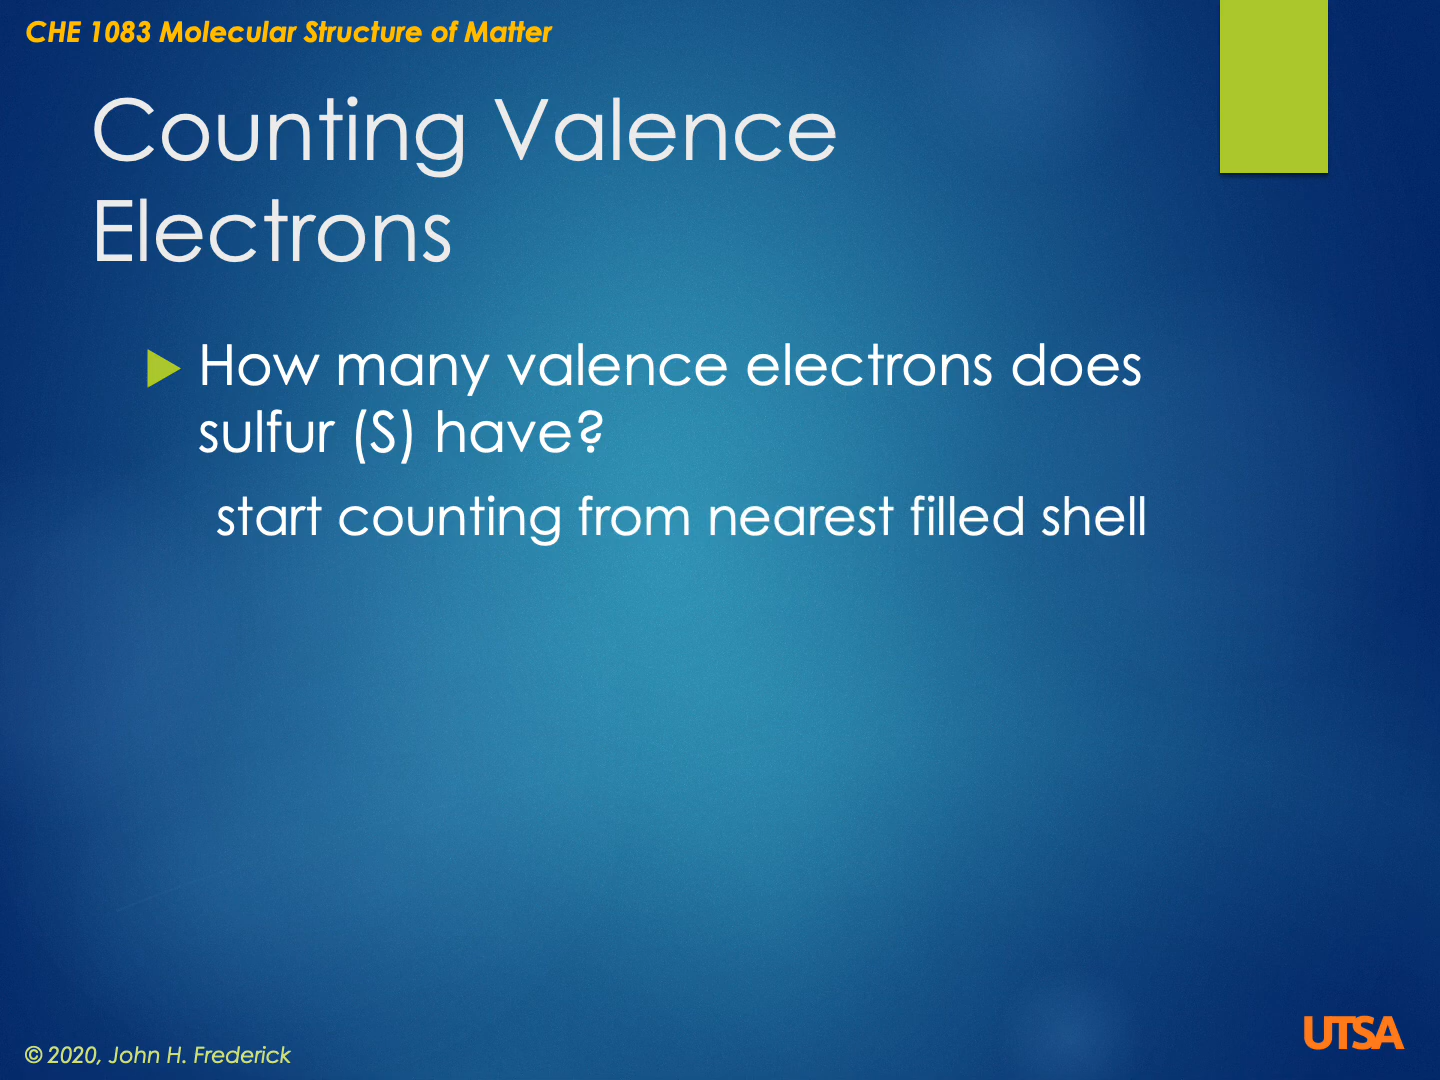 CHE 1083 Molecular Structure of Matter
Counting Valence
Electrons
How many valence electrons does
sulfur (S) have?
start counting from nearest filled shell
© 2020, John H. Frederick
UTSA